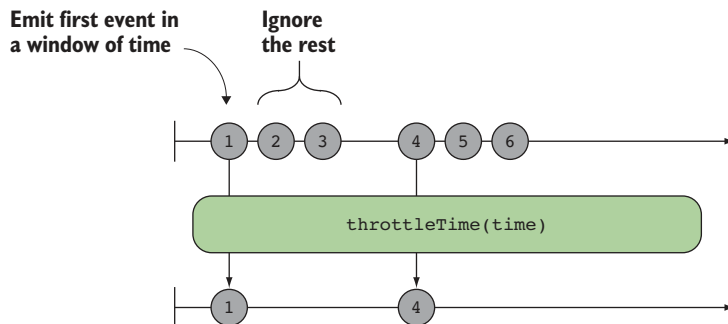 Emit first event in
a window of time
Ignore
the rest
1 2 3 4 5 6
throttleTime(time)
1 4